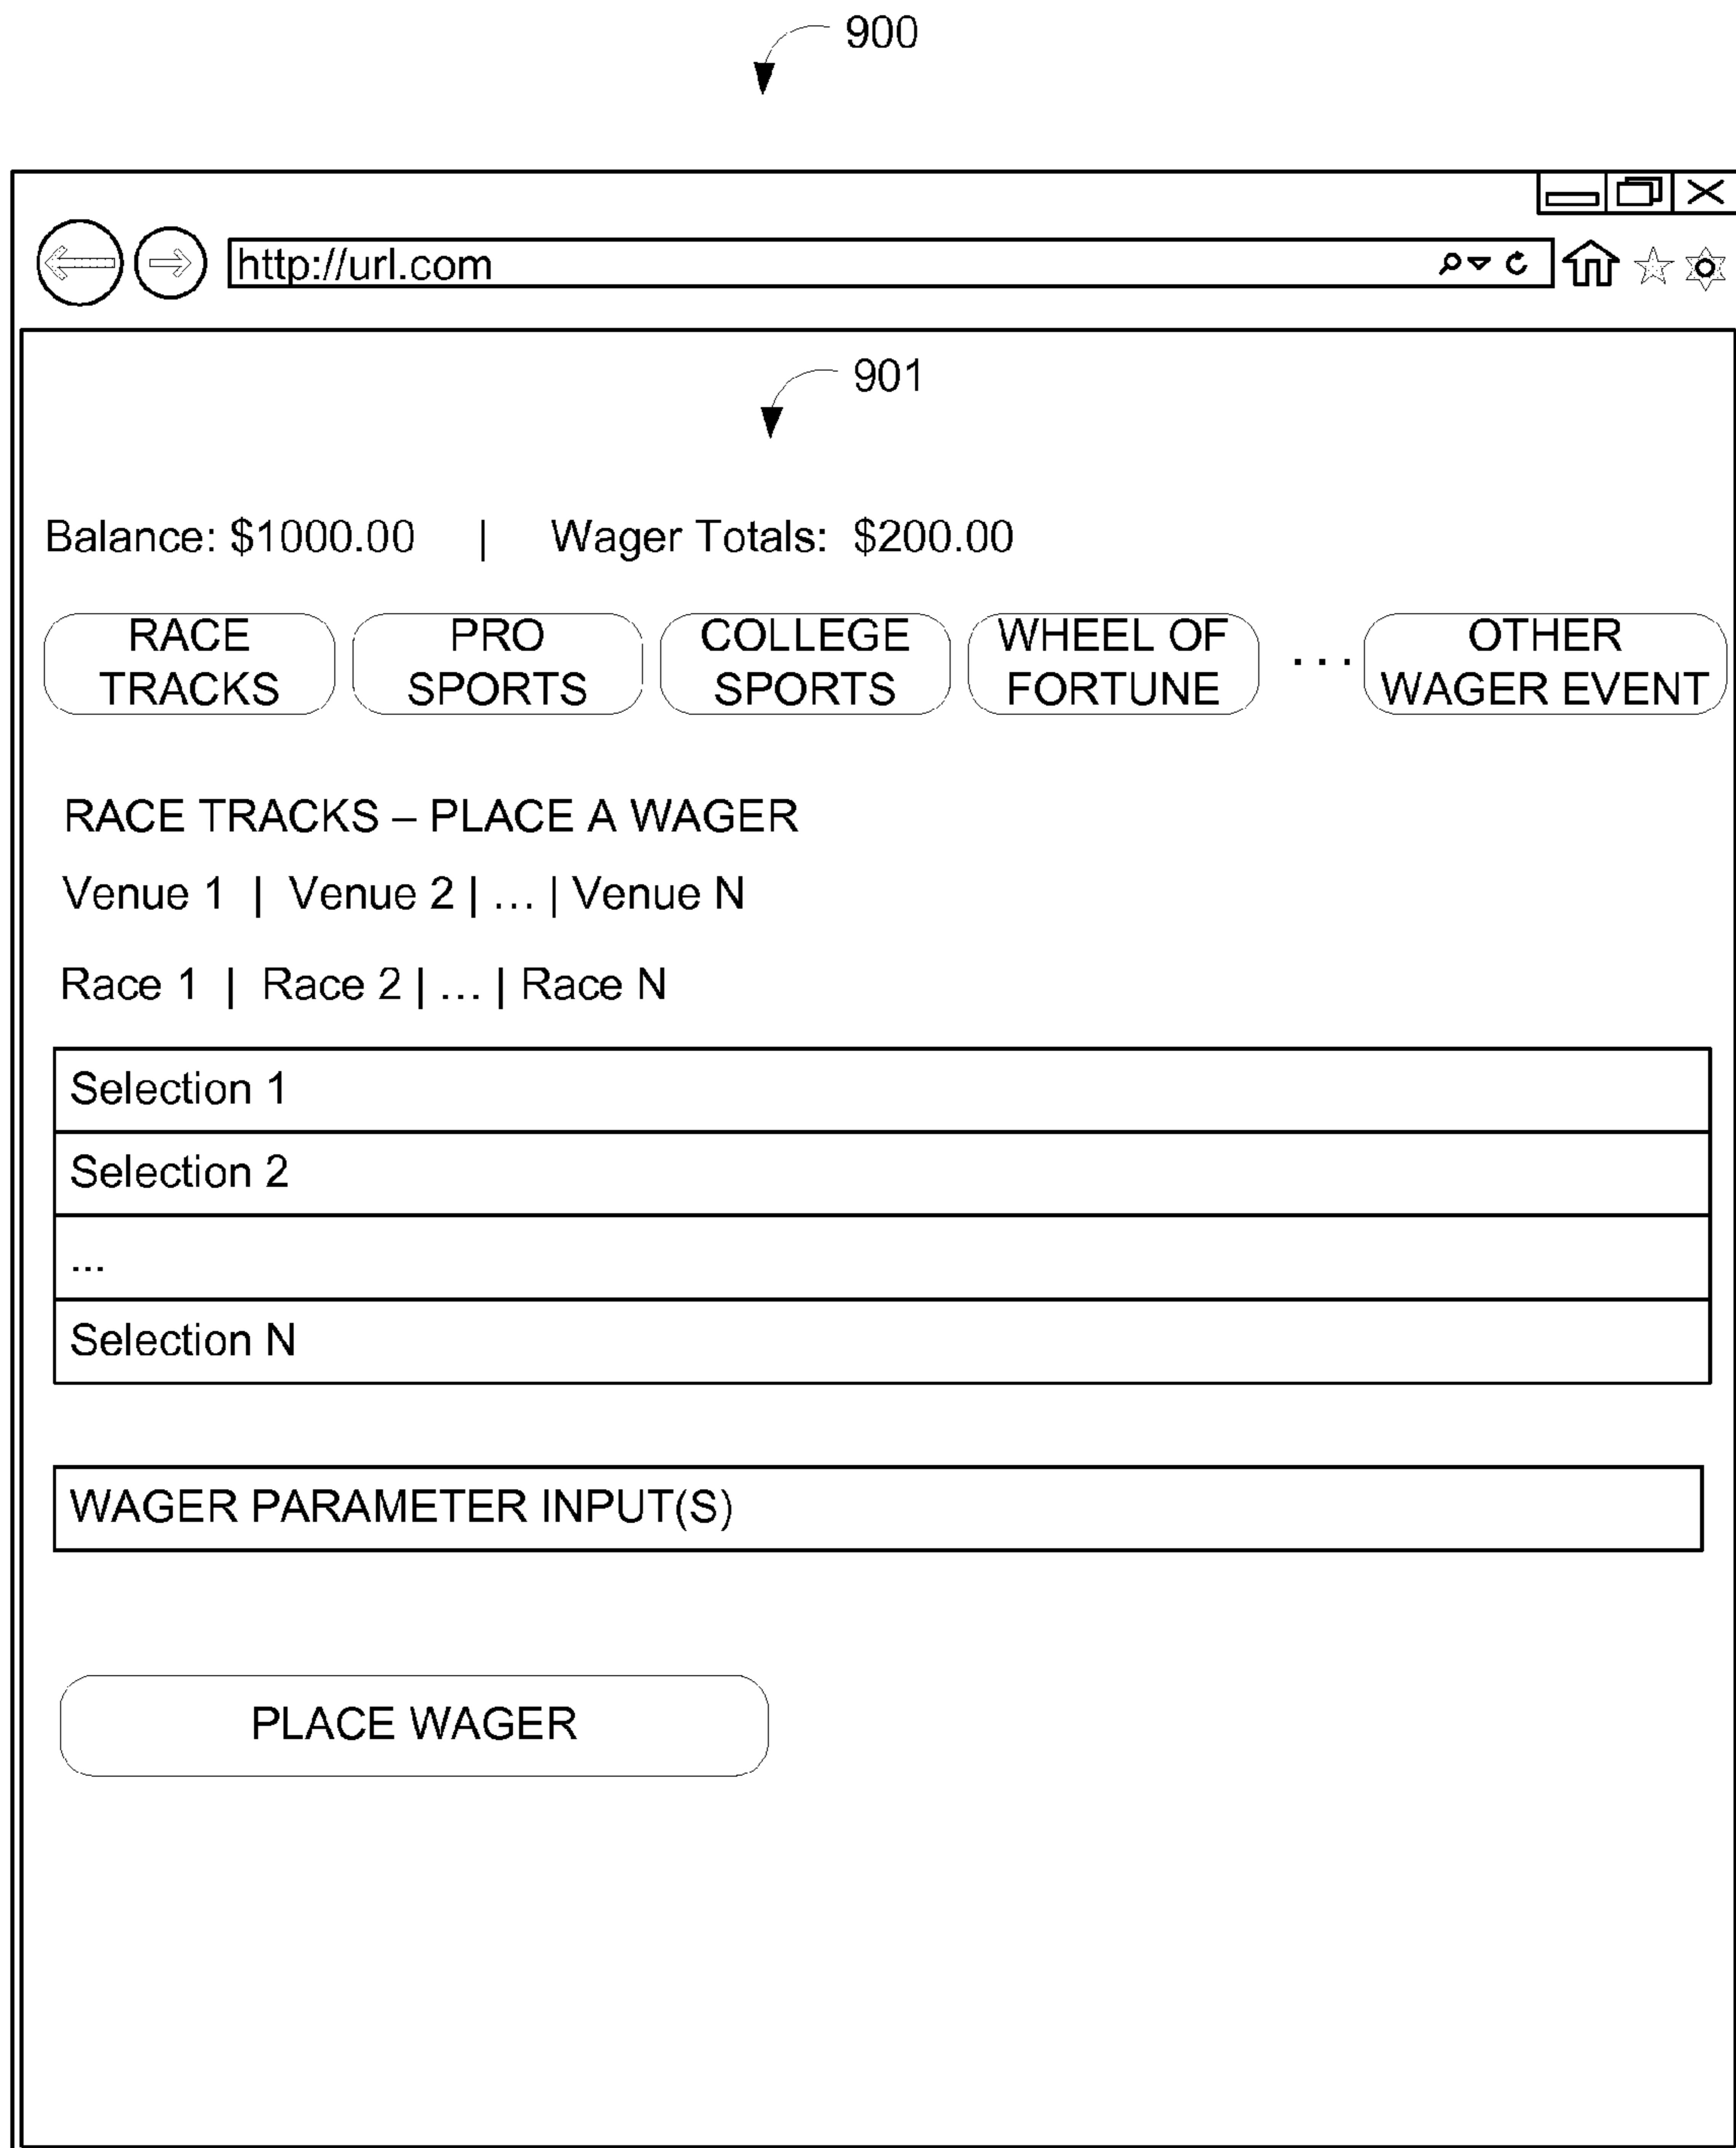 900
http://url.com
901
Balance: $1000.00 | Wager Totals: $200.00
RACE TRACKS
PRO SPORTS
COLLEGE SPORTS
WHEEL OF FORTUNE
...
OTHER WAGER EVENT
RACE TRACKS – PLACE A WAGER
Venue 1 | Venue 2 | ... | Venue N
Race 1 | Race 2 | ... | Race N
Selection 1
Selection 2
...
Selection N
WAGER PARAMETER INPUT(S)
PLACE WAGER